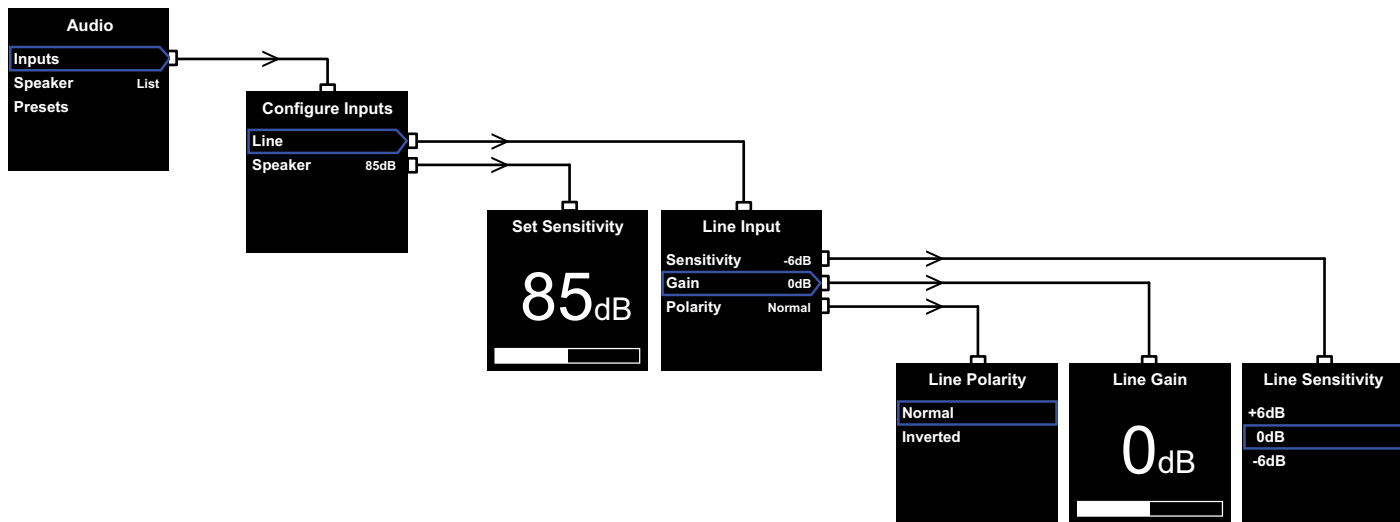 Audio
Inputs
Speaker List
Presets
Configure Inputs
Line
Speaker 85dB
Set Sensitivity
85dB
Line Input
Sensitivity -6dB
Gain 0dB
Polarity Normal
Line Polarity
Normal
Inverted
Line Gain
0dB
Line Sensitivity
+6dB
0dB
-6dB